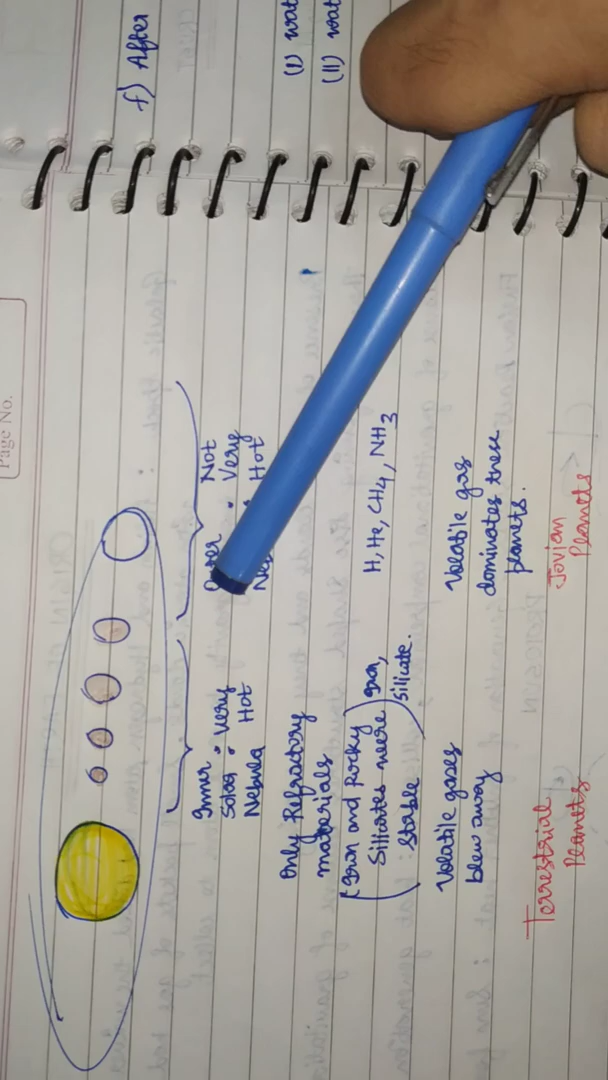 Page No.
f) After
(I) wat
(II) wat
Inner
Solar : Very
Nebula Hot
Only Refractory
materials
(Iron and Rocky
Silicates were
stable)
Iron,
Silicate.
Volatile gases
blew away
Terrestrial
Planets
Outer Not
: Very
Hot
H, He, CH4, NH3
Volatile gas
dominates these
planets.
Jovian
Planets